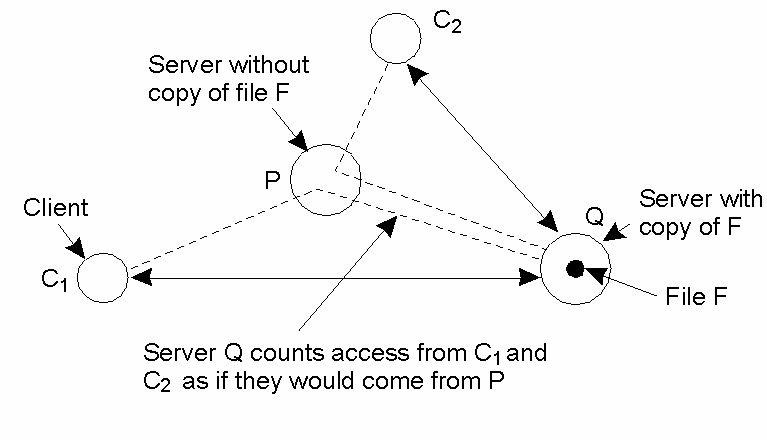 C2
Server without
copy of file F
P
Client
C1
Q
Server with
copy of F
File F
Server Q counts access from C1 and
C2 as if they would come from P